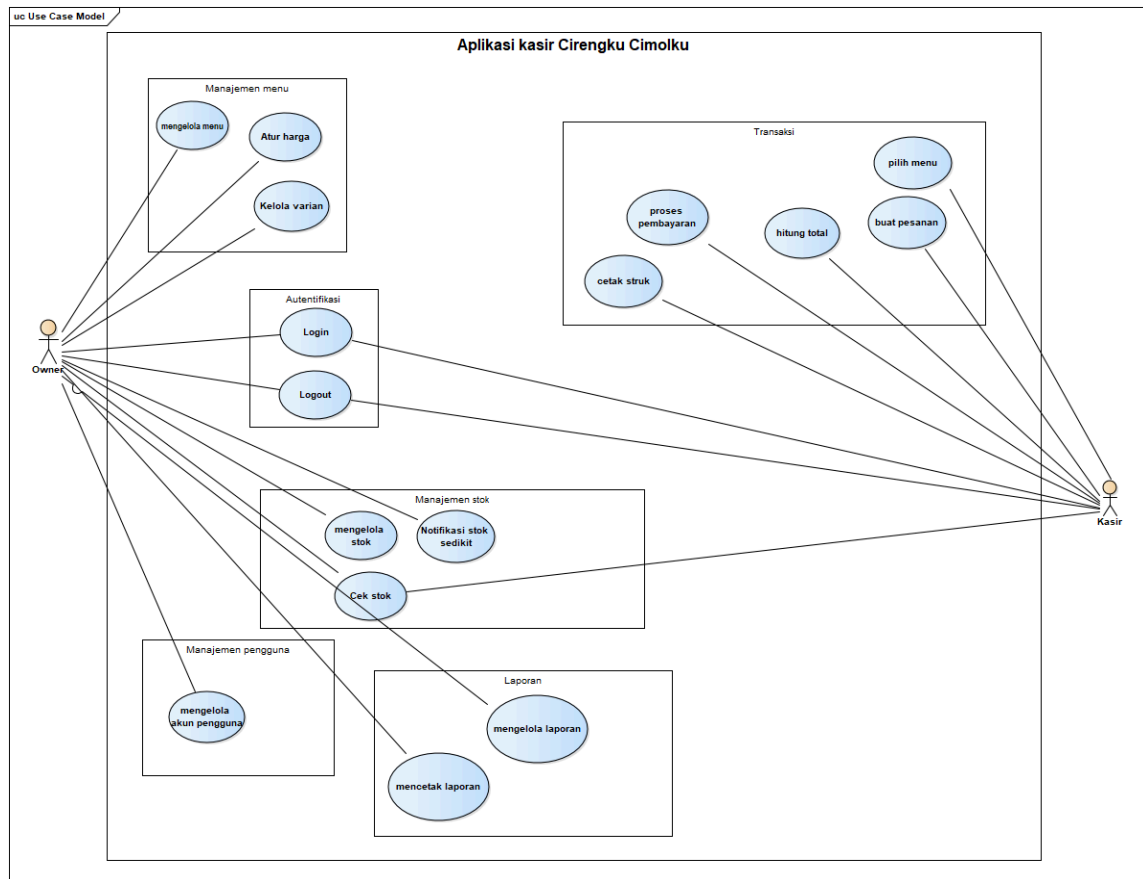 uc Use Case Model
Aplikasi kasir Cirengku Cimolku
Manajemen menu
mengelola menu
Atur harga
Kelola varian
Transaksi
pilih menu
proses
pembayaran
hitung total
buat pesanan
cetak struk
Autentifikasi
Login
Logout
Owner
Manajemen stok
mengelola
stok
Notifikasi stok
sedikit
Cek stok
Kasir
Manajemen pengguna
mengelola
akun pengguna
Laporan
mengelola laporan
mencetak laporan